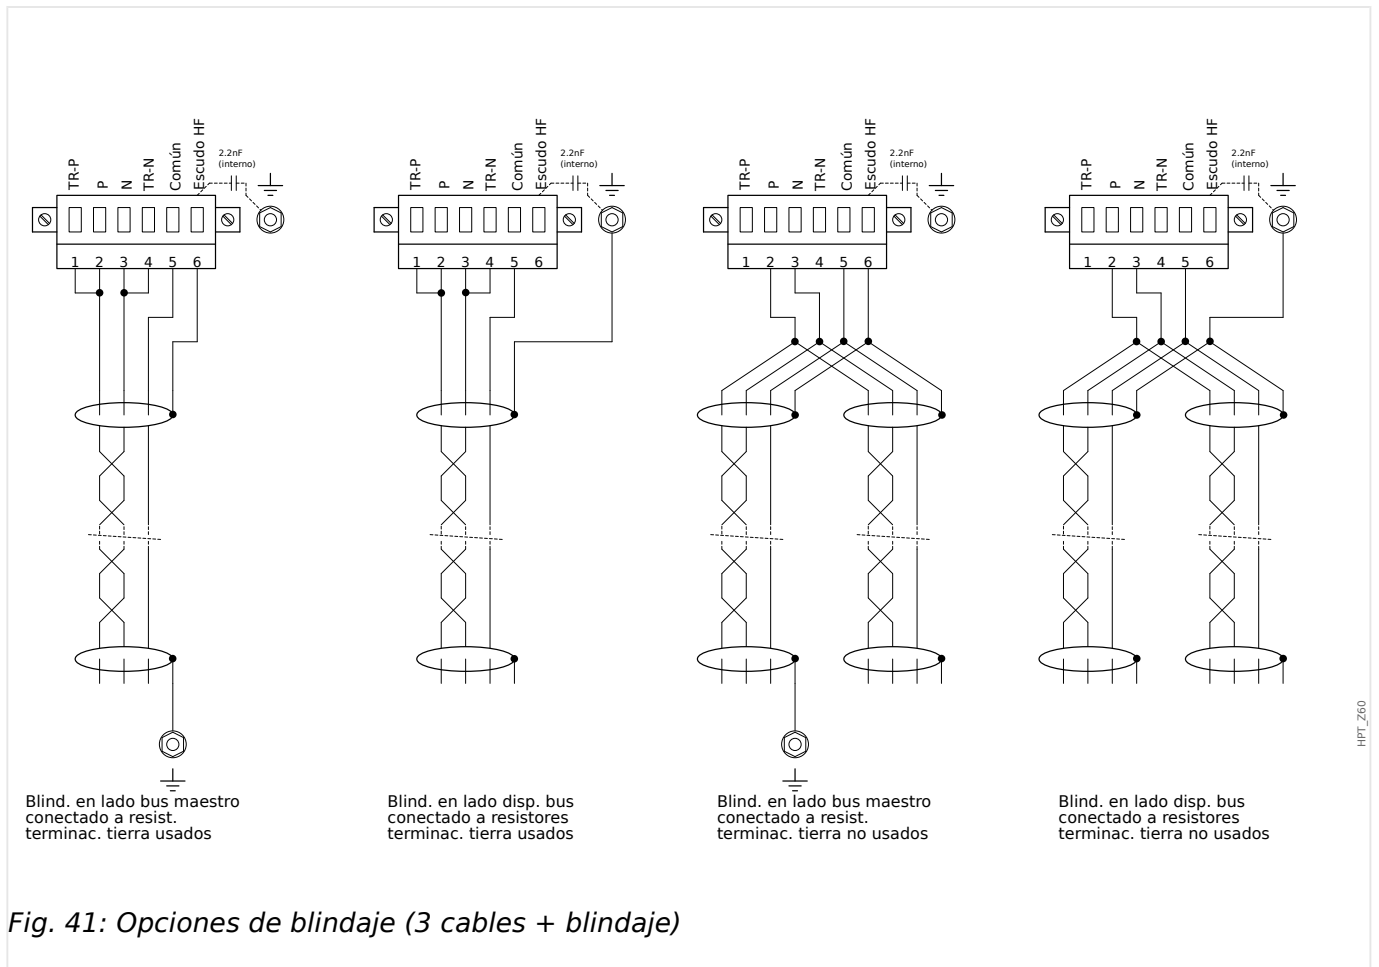 TR-P
P
N
TR-N
Común
Escudo HF
2.2nF
(interno)
1 2 3 4 5 6
TR-P
P
N
TR-N
Común
Escudo HF
2.2nF
(interno)
1 2 3 4 5 6
TR-P
P
N
TR-N
Común
Escudo HF
2.2nF
(interno)
1 2 3 4 5 6
TR-P
P
N
TR-N
Común
Escudo HF
2.2nF
(interno)
1 2 3 4 5 6
HPT_Z60
Blind. en lado bus maestro
conectado a resist.
terminac. tierra usados
Blind. en lado disp. bus
conectado a resistores
terminac. tierra usados
Blind. en lado bus maestro
conectado a resist.
terminac. tierra no usados
Blind. en lado disp. bus
conectado a resistores
terminac. tierra no usados
Fig. 41: Opciones de blindaje (3 cables + blindaje)